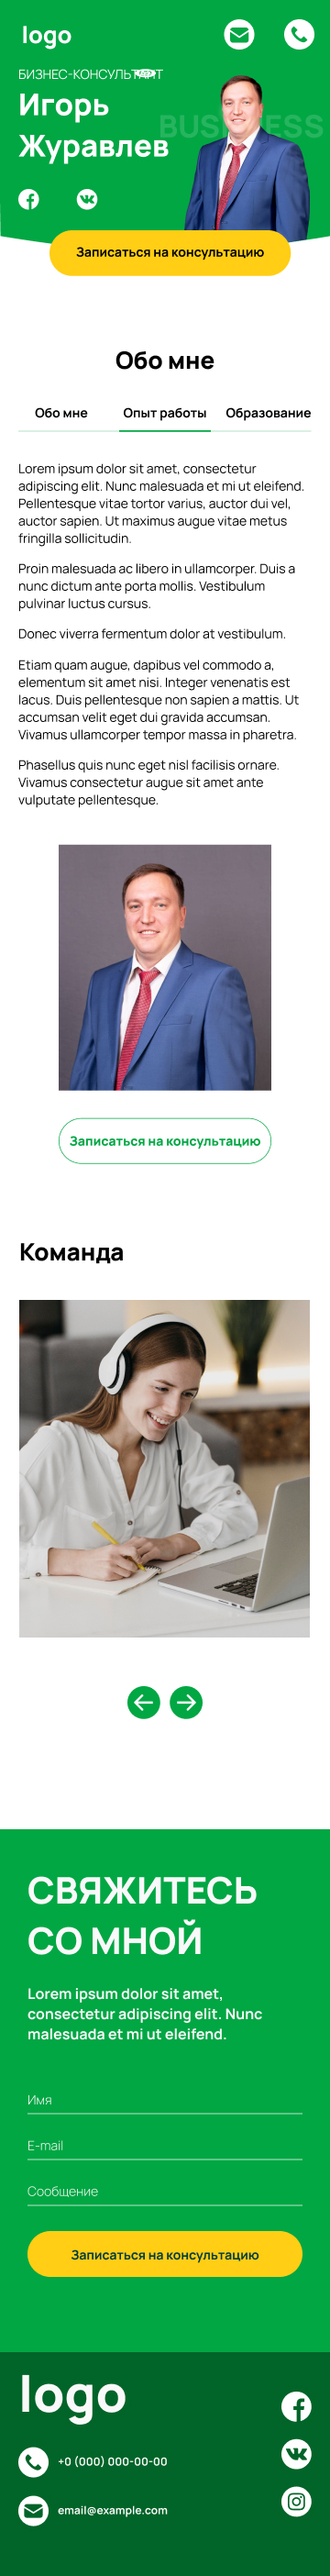 logo
БИЗНЕС-КОНСУЛЬТАНТ
Игорь
Журавлев
BUSINESS
Записаться на консультацию
Обо мне
Обо мне Опыт работы Образование
Lorem ipsum dolor sit amet, consectetur
adipiscing elit. Nunc malesuada et mi ut eleifend.
Pellentesque vitae tortor varius, auctor dui vel,
auctor sapien. Ut maximus augue vitae metus
fringilla sollicitudin.
Proin malesuada ac libero in ullamcorper. Duis a
nunc dictum ante porta mollis. Vestibulum
pulvinar luctus cursus.
Donec viverra fermentum dolor at vestibulum.
Etiam quam augue, dapibus vel commodo a,
elementum sit amet nisi. Integer venenatis est
lacus. Duis pellentesque non sapien a mattis. Ut
accumsan velit eget dui gravida accumsan.
Vivamus ullamcorper tempor massa in pharetra.
Phasellus quis nunc eget nisl facilisis ornare.
Vivamus consectetur augue sit amet ante
vulputate pellentesque.
Записаться на консультацию
Команда
СВЯЖИТЕСЬ
СО МНОЙ
Lorem ipsum dolor sit amet,
consectetur adipiscing elit. Nunc
malesuada et mi ut eleifend.
Имя
E-mail
Сообщение
Записаться на консультацию
logo
+0 (000) 000-00-00
email@example.com